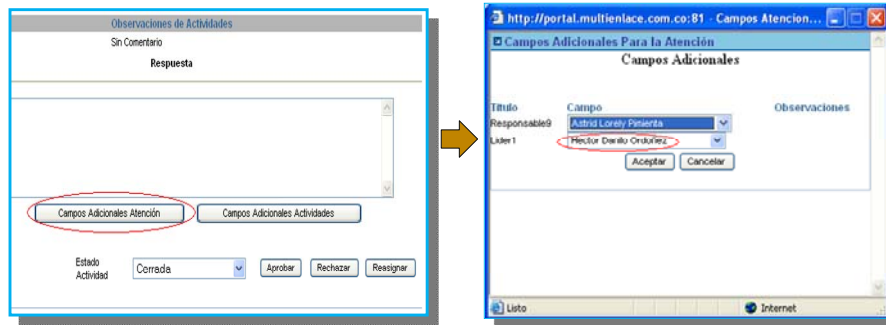 Observaciones de Actividades
Sin Comentario
Respuesta
Campos Adicionales Atención
Campos Adicionales Actividades
Estado
Actividad
Cerrada
Aprobar
Rechazar
Reasignar
http://portal.multienlace.com.co:81 - Campos Atencion...
Campos Adicionales Para la Atención
Campos Adicionales
Título Campo Observaciones
Responsable9 Astrid Lorely Pimienta
Lider1 Hector Danilo Ordoñez
Aceptar Cancelar
Listo Internet